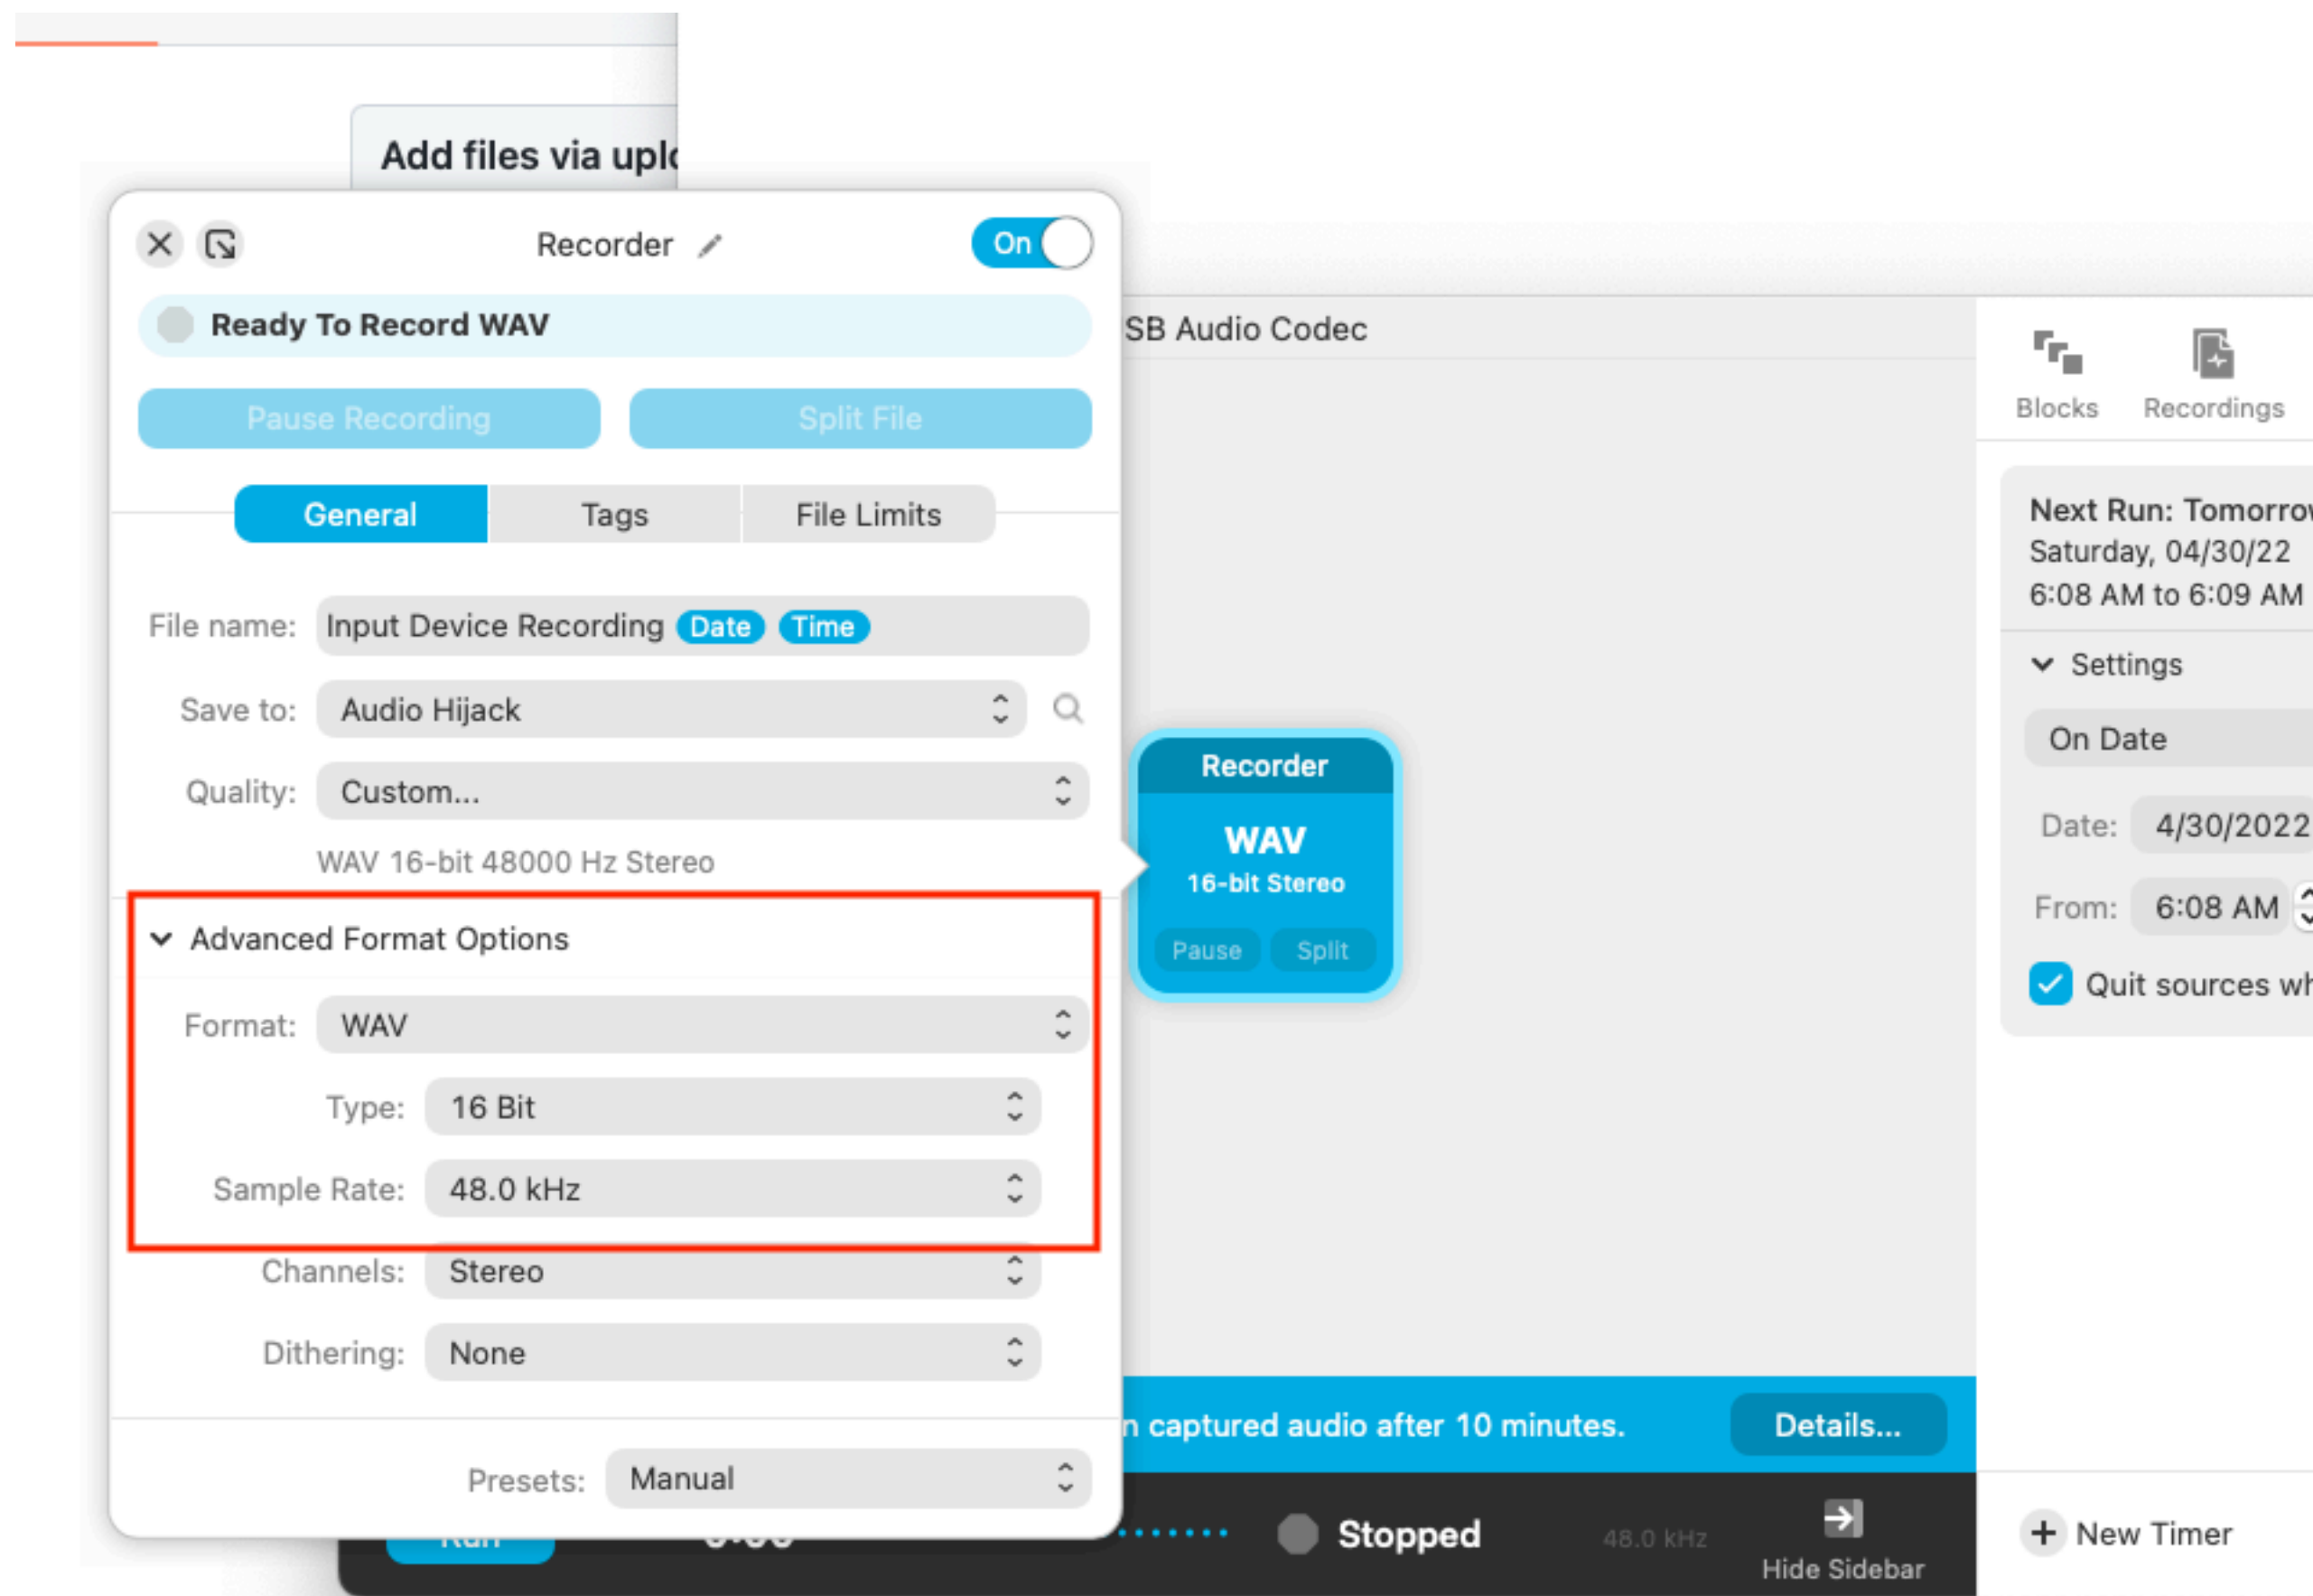 Add files via
Recorder
On
Ready To Record WAV
Pause Recording
Split File
General
Tags
File Limits
File name: Input Device Recording Date Time
Save to: Audio Hijack
Quality: Custom...
WAV 16-bit 48000 Hz Stereo
Advanced Format Options
Format: WAV
Type: 16 Bit
Sample Rate: 48.0 kHz
Channels: Stereo
Dithering: None
Presets: Manual
SB Audio Codec
Recorder
WAV
16-bit Stereo
Pause
Split
captured audio after 10 minutes.
Details...
Stopped
48.0 kHz
Hide Sidebar
Blocks
Recordings
Next Run:
Saturday, 04/30/22
6:08 AM to 6:09 AM
Settings
On Date
Date: 4/30/2022
From: 6:08 AM
Quit sources
New Timer